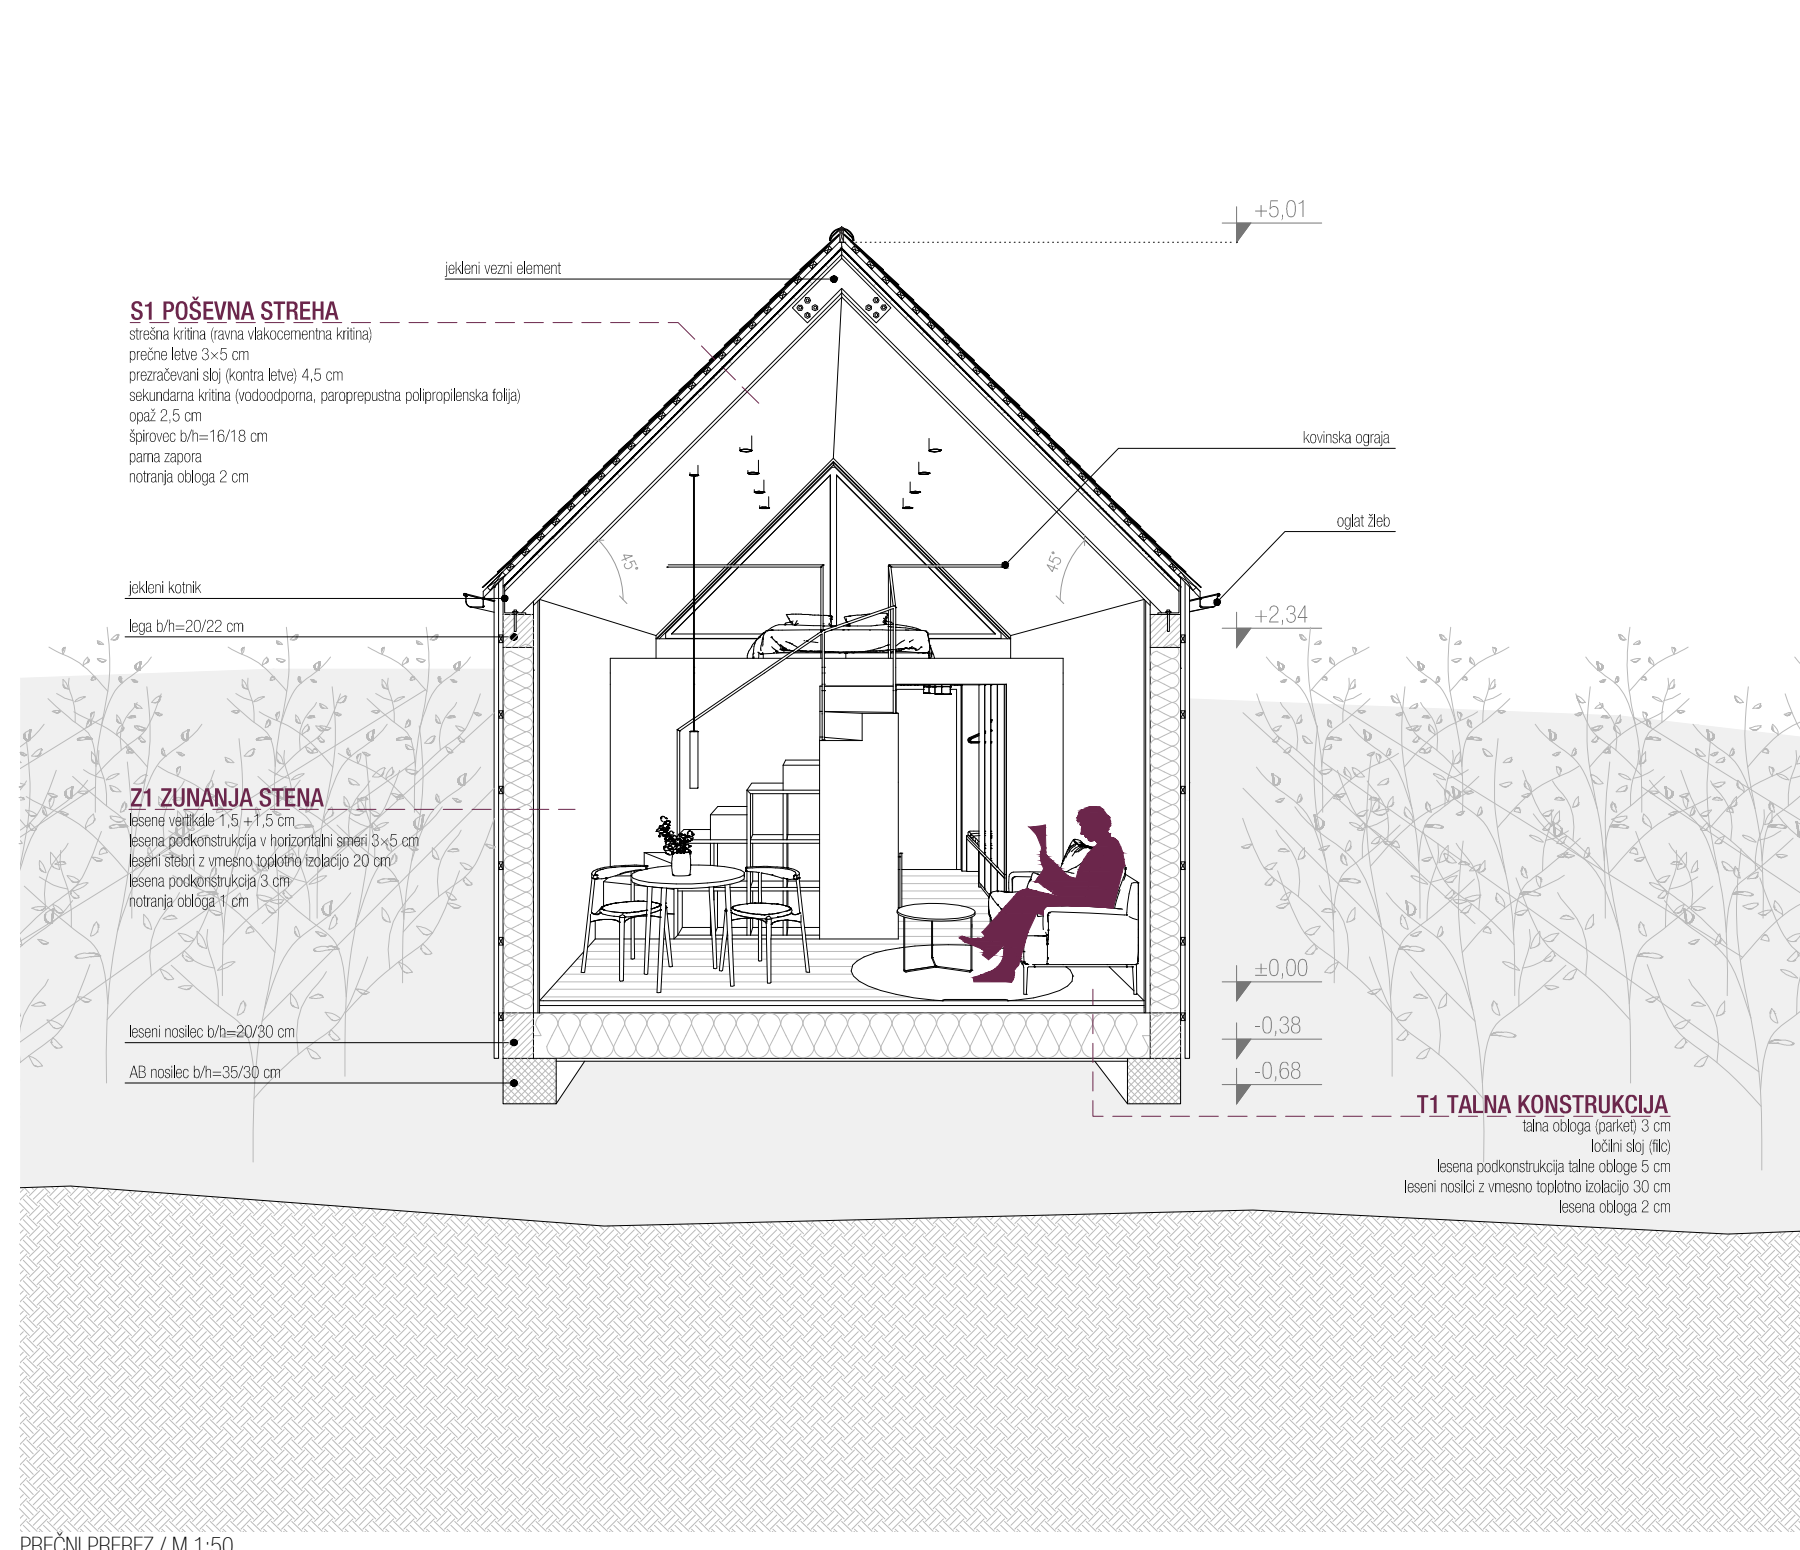 +5,01
jekleni vezni element
S1 POŠEVNA STREHA
strešna kritina (ravna vlakocementna kritina)
prečne letve 3×5 cm
prezračevani sloj (kontra letve) 4,5 cm
sekundarna kritina (vodoodporna, paroprepustna polipropilenska folija)
opaž 2,5 cm
špirovec b/h=16/18 cm
parna zapora
notranja obloga 2 cm
kovinska ograja
oglat žleb
45°
45°
jekleni kotnik
lega b/h=20/22 cm
+2,34
Z1 ZUNANJA STENA
lesene vertikale 1,5 +1,5 cm
lesena podkonstrukcija v horizontalni smeri 3×5 cm
leseni stebri z vmesno toplotno izolacijo 20 cm
lesena podkonstrukcija 3 cm
notranja obloga 1 cm
±0,00
leseni nosilec b/h=20/30 cm
-0,38
AB nosilec b/h=35/30 cm
-0,68
T1 TALNA KONSTRUKCIJA
talna obloga (parket) 3 cm
ločilni sloj (filc)
lesena podkonstrukcija talne obloge 5 cm
leseni nosilci z vmesno toplotno izolacijo 30 cm
lesena obloga 2 cm
PREČNI PREREZ / M 1:50